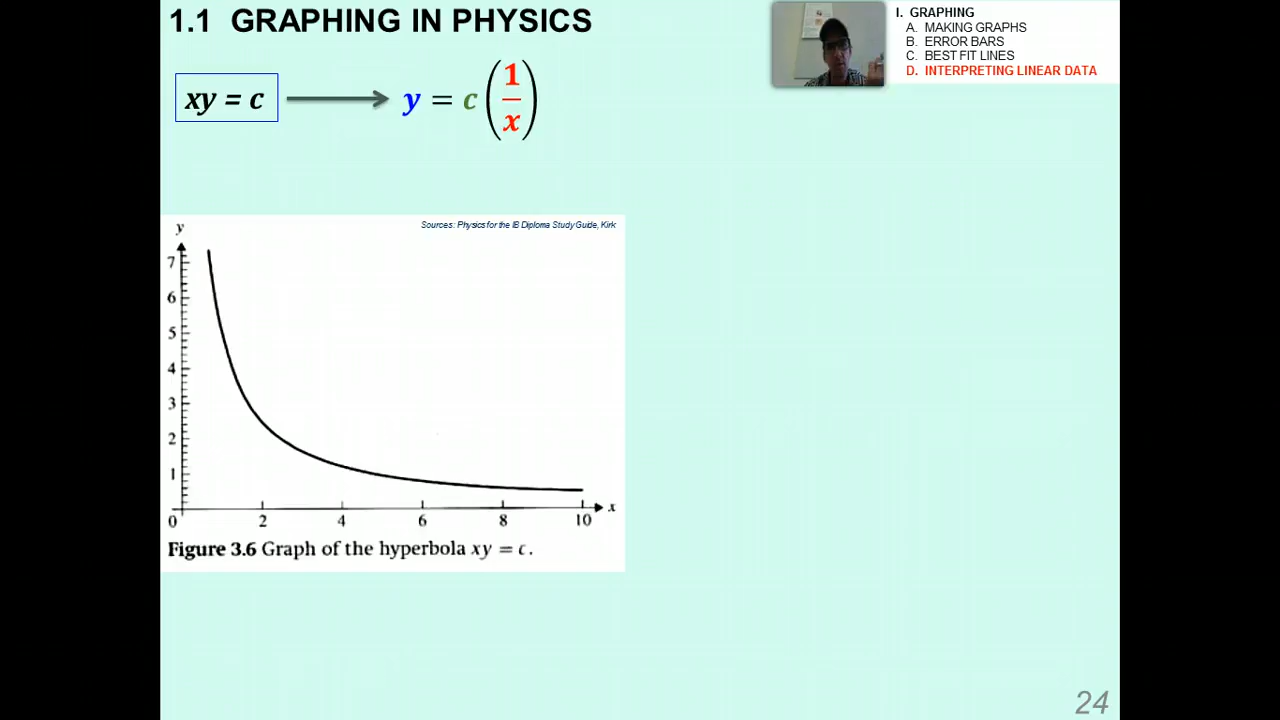 1.1 GRAPHING IN PHYSICS
I. GRAPHING
A. MAKING GRAPHS
B. ERROR BARS
C. BEST FIT LINES
D. INTERPRETING LINEAR DATA
xy = c
y = c (1/x)
Sources: Physics for the IB Diploma Study Guide, Kirk
y
7
6
5
4
3
2
1
0 2 4 6 8 10 x
Figure 3.6 Graph of the hyperbola xy = c.
24